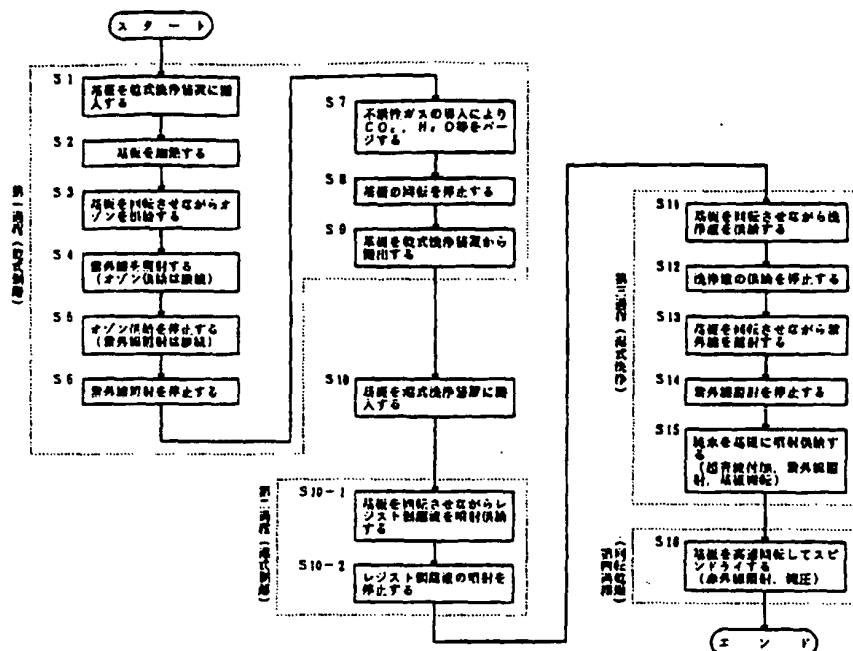 スタート
S1
基板を乾式洗浄装置に搬
入する
S2
基板を加熱する
S3
基板を回転させながらオ
ゾンを供給する
S4
紫外線を照射する
(オゾン供給は継続)
S5
オゾン供給を停止する
(紫外線照射は継続)
S6
紫外線照射を停止する
S7
不活性ガスの導入により
CO₂, H₂O等をパー
ジする
S8
基板の回転を停止する
S9
基板を乾式洗浄装置から
搬出する
S10
基板を湿式洗浄装置に搬
入する
S10-1
基板を回転させながらレ
ジスト剥離液を噴射供給
する
S10-2
レジスト剥離液の噴射を
停止する
S11
基板を回転させながら洗
浄液を供給する
S12
洗浄液の供給を停止する
S13
基板を回転させながら紫
外線を照射する
S14
紫外線照射を停止する
S15
純水を基板に噴射供給す
る
(超音波付加, 紫外線照
射, 基板回転)
S16
基板を高速回転してスピ
ンドライする
(赤外線照射, 減圧)
エンド